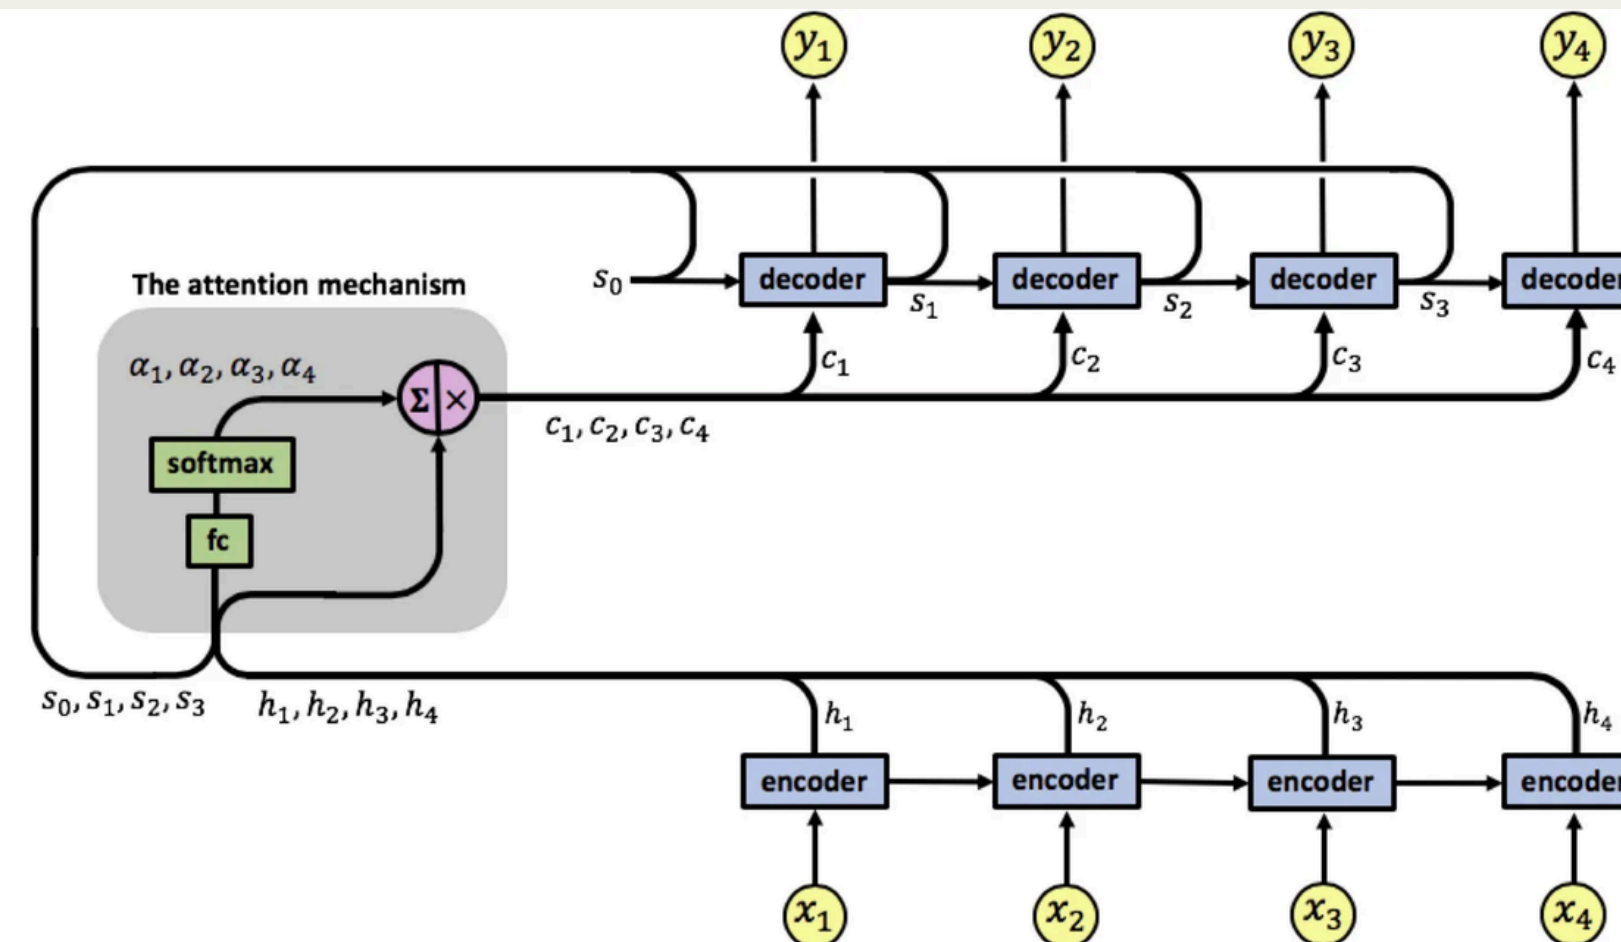 y₁ y₂ y₃ y₄
The attention mechanism
s₀ decoder s₁ decoder s₂ decoder s₃ decoder
α₁, α₂, α₃, α₄
Σ ×
c₁ c₂ c₃ c₄
c₁, c₂, c₃, c₄
softmax
fc
s₀, s₁, s₂, s₃
h₁, h₂, h₃, h₄
h₁ h₂ h₃ h₄
encoder encoder encoder encoder
x₁ x₂ x₃ x₄